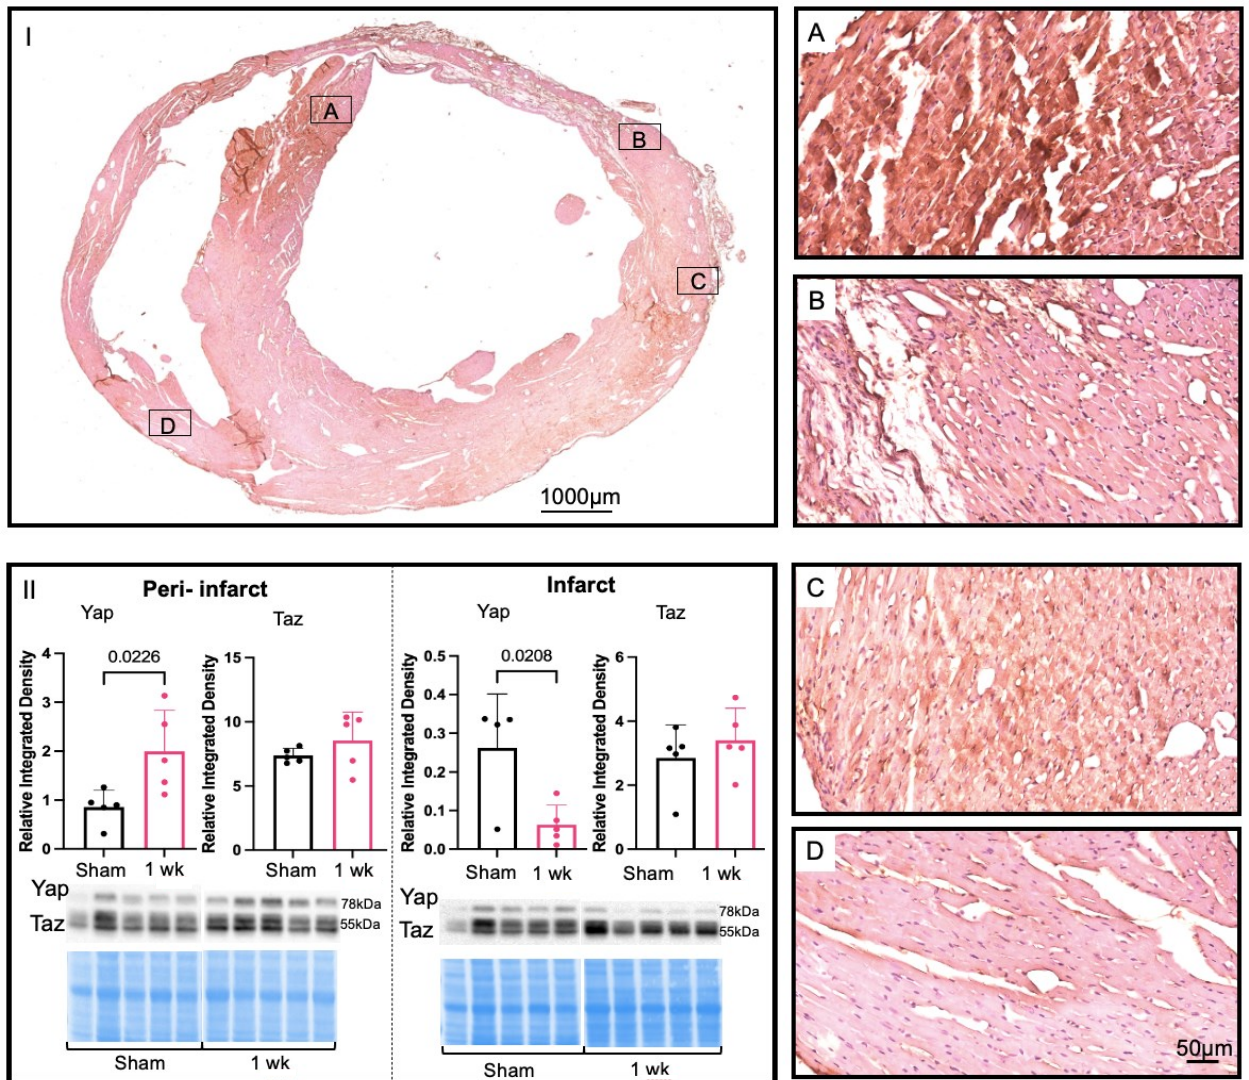 I
A
B
C
D
1000µm
A
B
C
D
50µm
II
Peri- infarct
Infarct
Yap
Taz
Yap
Taz
Relative Integrated Density
4
3
2
1
0
0.0226
Sham
1 wk
Relative Integrated Density
15
10
5
0
Sham
1 wk
Relative Integrated Density
0.5
0.4
0.3
0.2
0.1
0.0
0.0208
Sham
1 wk
Relative Integrated Density
6
4
2
0
Sham
1 wk
Yap
Taz
78kDa
55kDa
Sham
1 wk
Yap
Taz
78kDa
55kDa
Sham
1 wk